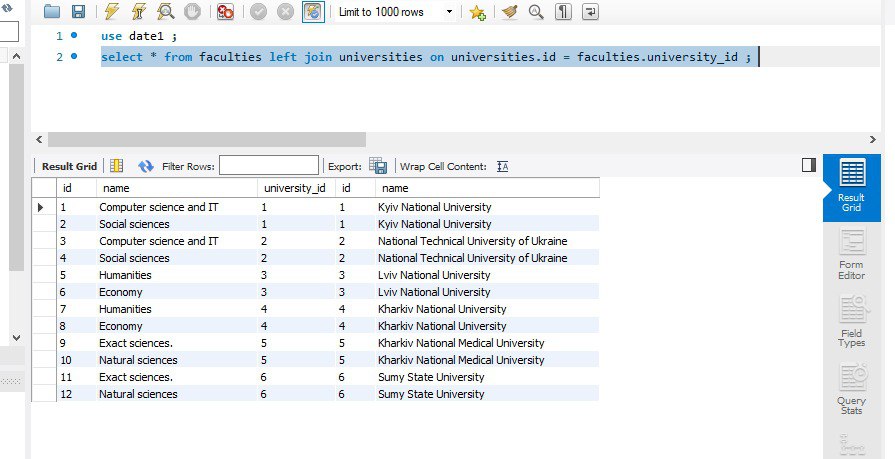 Limit to 1000 rows
1 use date1 ;
2 select * from faculties left join universities on universities.id = faculties.university_id ;
Result Grid Filter Rows: Export: Wrap Cell Content: IA
id name university_id id name
1 Computer science and IT 1 1 Kyiv National University
2 Social sciences 1 1 Kyiv National University
3 Computer science and IT 2 2 National Technical University of Ukraine
4 Social sciences 2 2 National Technical University of Ukraine
5 Humanities 3 3 Lviv National University
6 Economy 3 3 Lviv National University
7 Humanities 4 4 Kharkiv National University
8 Economy 4 4 Kharkiv National University
9 Exact sciences. 5 5 Kharkiv National Medical University
10 Natural sciences 5 5 Kharkiv National Medical University
11 Exact sciences. 6 6 Sumy State University
12 Natural sciences 6 6 Sumy State University
Result
Grid
Form
Editor
Field
Types
Query
Stats